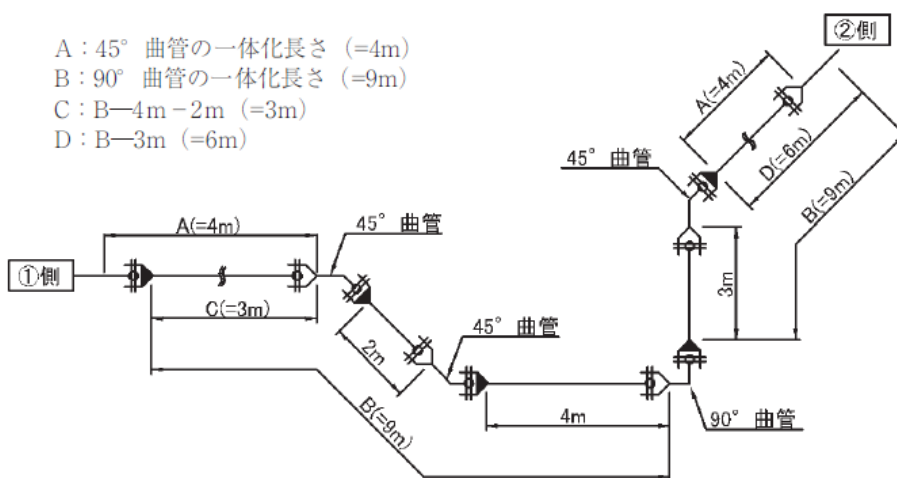 A:45° 曲管の一体化長さ (=4m)
B:90° 曲管の一体化長さ (=9m)
C:B―4m－2m (=3m)
D:B―3m (=6m)
②側
A(=4m)
D(=6m)
B(=9m)
45° 曲管
3m
90° 曲管
①側
A(=4m)
C(=3m)
45° 曲管
2m
45° 曲管
4m
B(=9m)